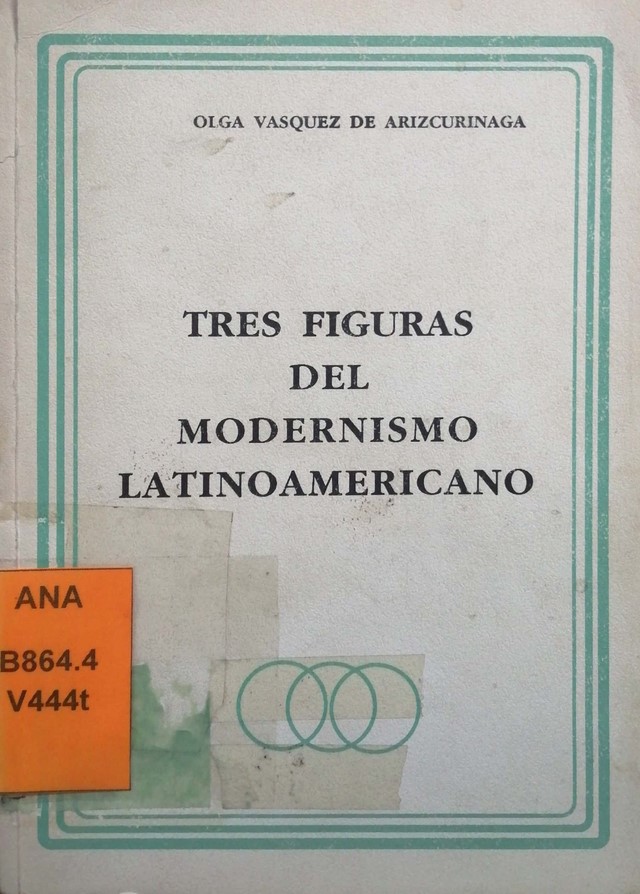 OLGA VASQUEZ DE ARIZCURINAGA
TRES FIGURAS
DEL
MODERNISMO
LATINOAMERICANO
ANA
B864.4
V444t